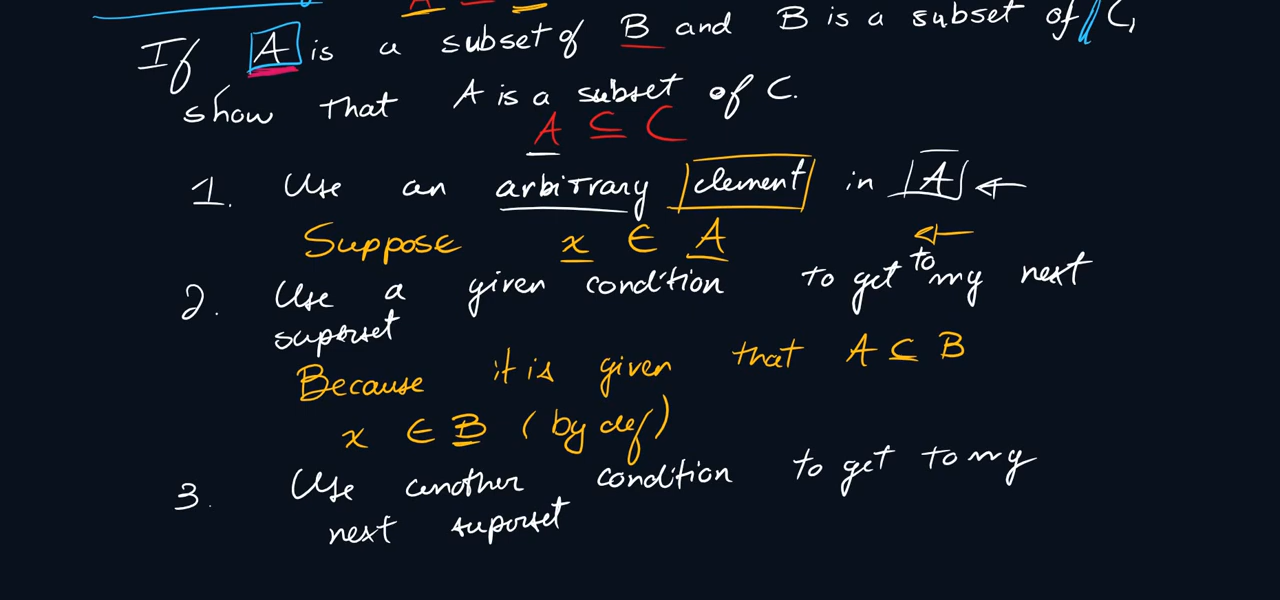 If A is a subset of B and B is a subset of C,
show that A is a subset of C.
A ⊆ C
1. Use an arbitrary element in A ←
Suppose x ∈ A ←
2. Use a given condition to get to my next
superset
Because it is given that A ⊆ B
x ∈ B (by def)
3. Use another condition to get to my
next superset